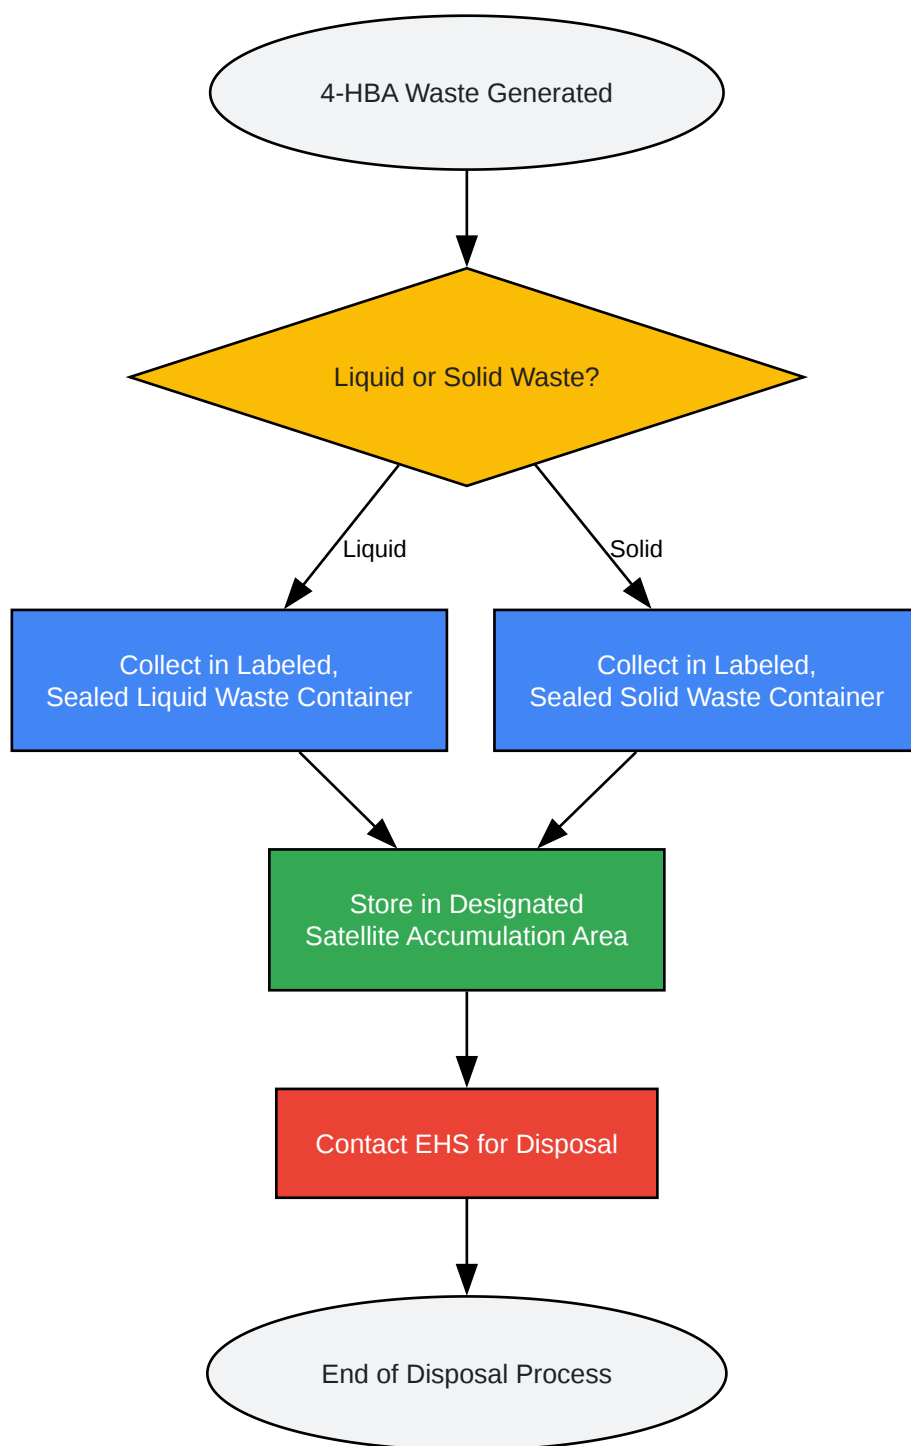 4-HBA Waste Generated
Liquid or Solid Waste?
Liquid
Solid
Collect in Labeled,
Sealed Liquid Waste Container
Collect in Labeled,
Sealed Solid Waste Container
Store in Designated
Satellite Accumulation Area
Contact EHS for Disposal
End of Disposal Process